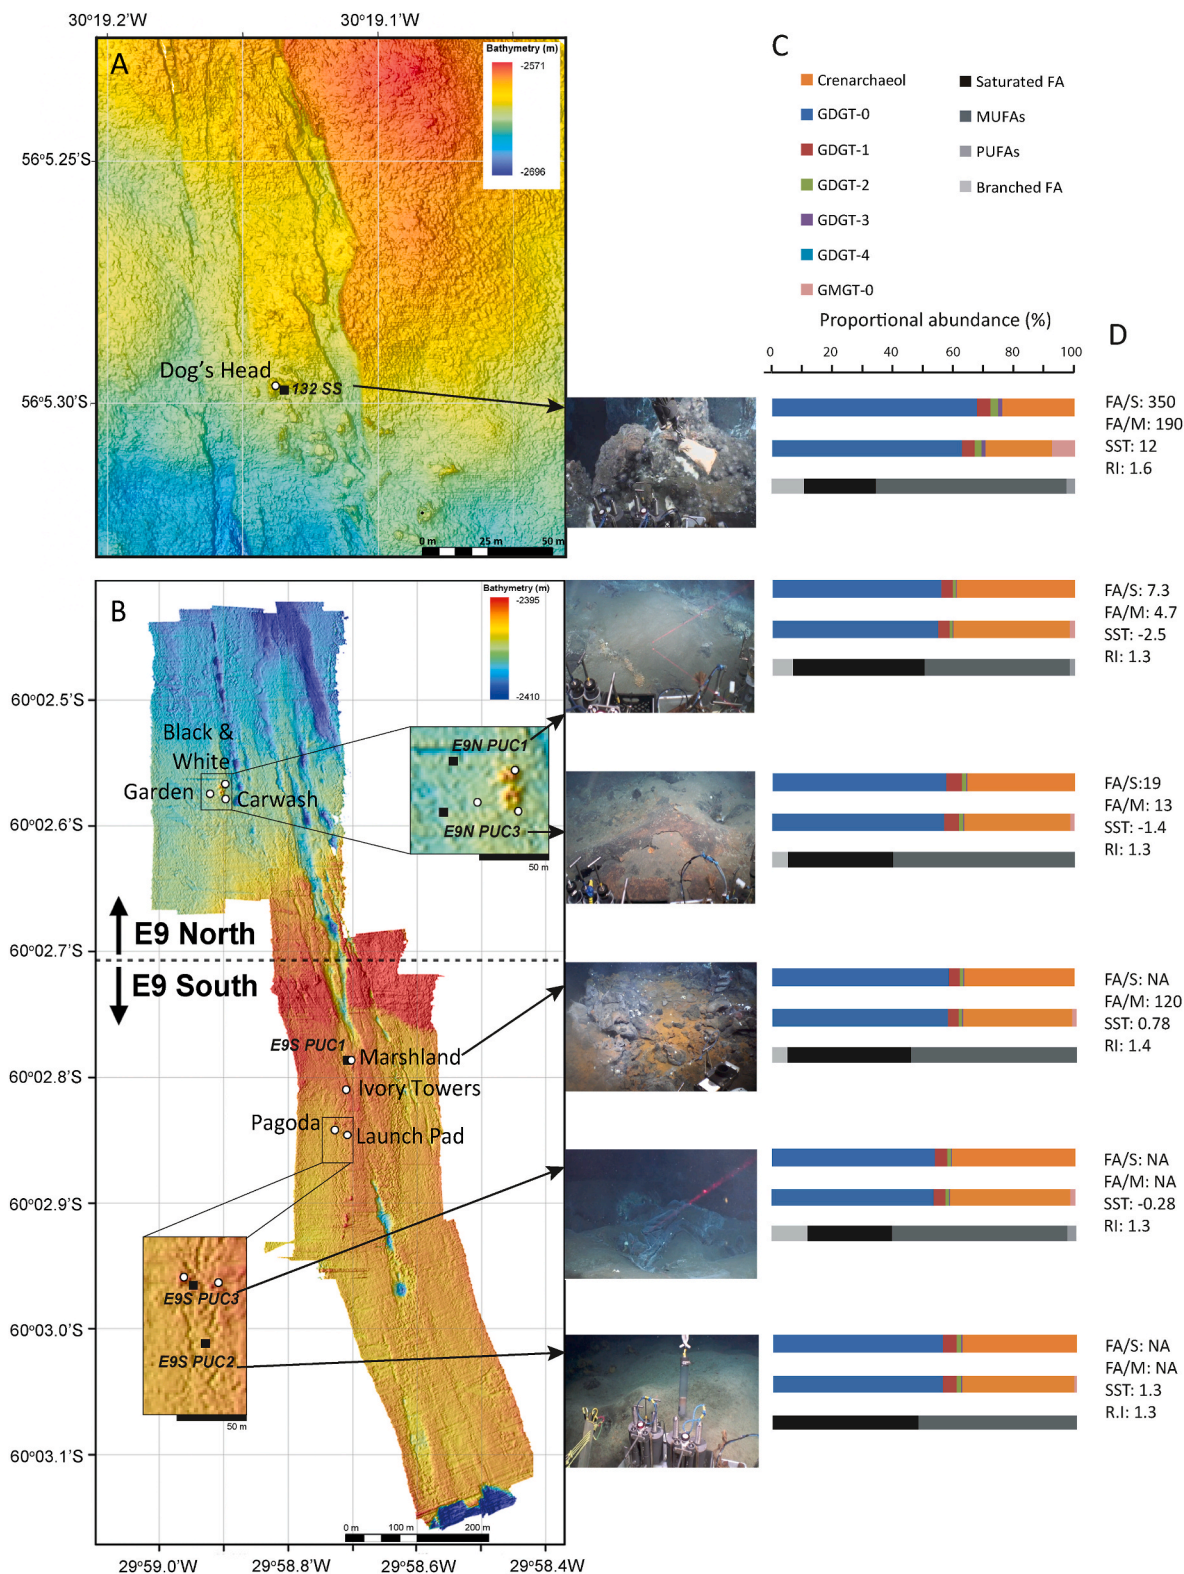 30°19.2'W
30°19.1'W
A
Bathymetry (m)
-2571
-2696
56°5.25'S
56°5.30'S
Dog's Head
132 SS
0 m
25 m
50 m
C
Crenarchaeol
GDGT-0
GDGT-1
GDGT-2
GDGT-3
GDGT-4
GMGT-0
Saturated FA
MUFAs
PUFAs
Branched FA
Proportional abundance (%)
0
20
40
60
80
100
D
FA/S: 350
FA/M: 190
SST: 12
RI: 1.6
B
Bathymetry (m)
-2395
-2410
60°02.5'S
60°02.6'S
60°02.7'S
60°02.8'S
60°02.9'S
60°03.0'S
60°03.1'S
Black &
White
Garden
Carwash
E9N PUC1
E9N PUC3
50 m
E9 North
E9 South
E9S PUC1
Marshland
Ivory Towers
Pagoda
Launch Pad
E9S PUC3
E9S PUC2
50 m
0 m
100 m
200 m
29°59.0'W
29°58.8'W
29°58.6'W
29°58.4'W
FA/S: 7.3
FA/M: 4.7
SST: -2.5
RI: 1.3
FA/S:19
FA/M: 13
SST: -1.4
RI: 1.3
FA/S: NA
FA/M: 120
SST: 0.78
RI: 1.4
FA/S: NA
FA/M: NA
SST: -0.28
RI: 1.3
FA/S: NA
FA/M: NA
SST: 1.3
R.I: 1.3